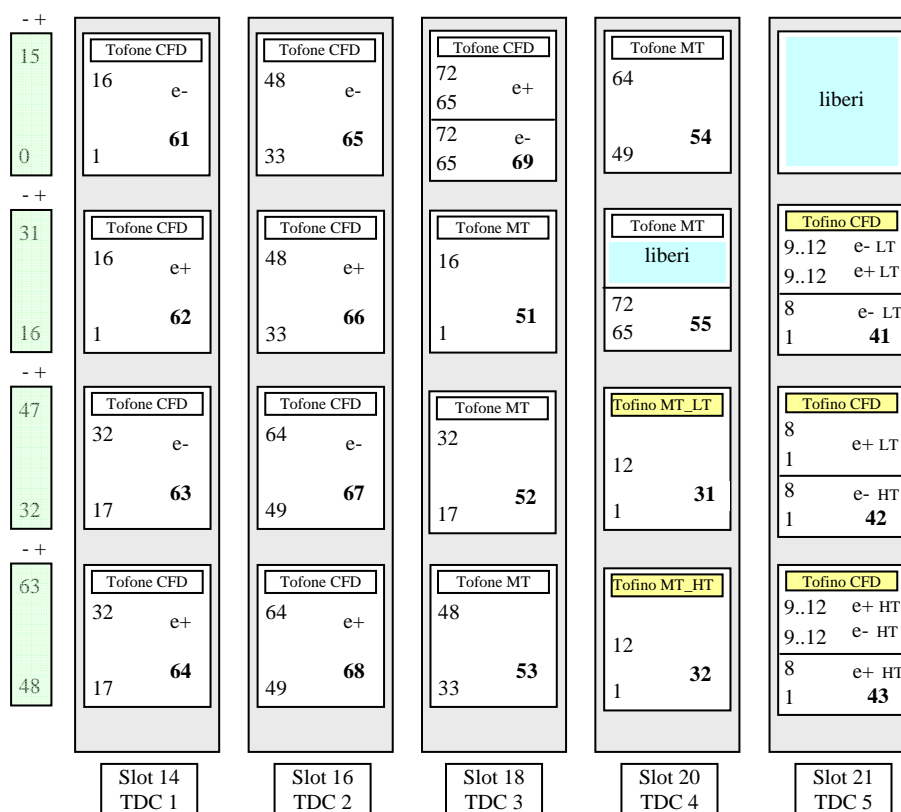 - +
15
0
- +
31
16
- +
47
32
- +
63
48
Tofone CFD
16
e-
61
1
Tofone CFD
16
e+
62
1
Tofone CFD
32
e-
63
17
Tofone CFD
32
e+
64
17
Slot 14
TDC 1
Tofone CFD
48
e-
65
33
Tofone CFD
48
e+
66
33
Tofone CFD
64
e-
67
49
Tofone CFD
64
e+
68
49
Slot 16
TDC 2
Tofone CFD
72
e+
65
72 e-
65 69
Tofone MT
16
51
1
Tofone MT
32
52
17
Tofone MT
48
53
33
Slot 18
TDC 3
Tofone MT
64
54
49
Tofone MT
liberi
72
55
65
Tofino MT_LT
12
31
1
Tofino MT_HT
12
32
1
Slot 20
TDC 4
liberi
Tofino CFD
9..12 e- LT
9..12 e+ LT
8 e- LT
1 41
Tofino CFD
8
e+ LT
1
8 e- HT
1 42
Tofino CFD
9..12 e+ HT
9..12 e- HT
8 e+ HT
1 43
Slot 21
TDC 5